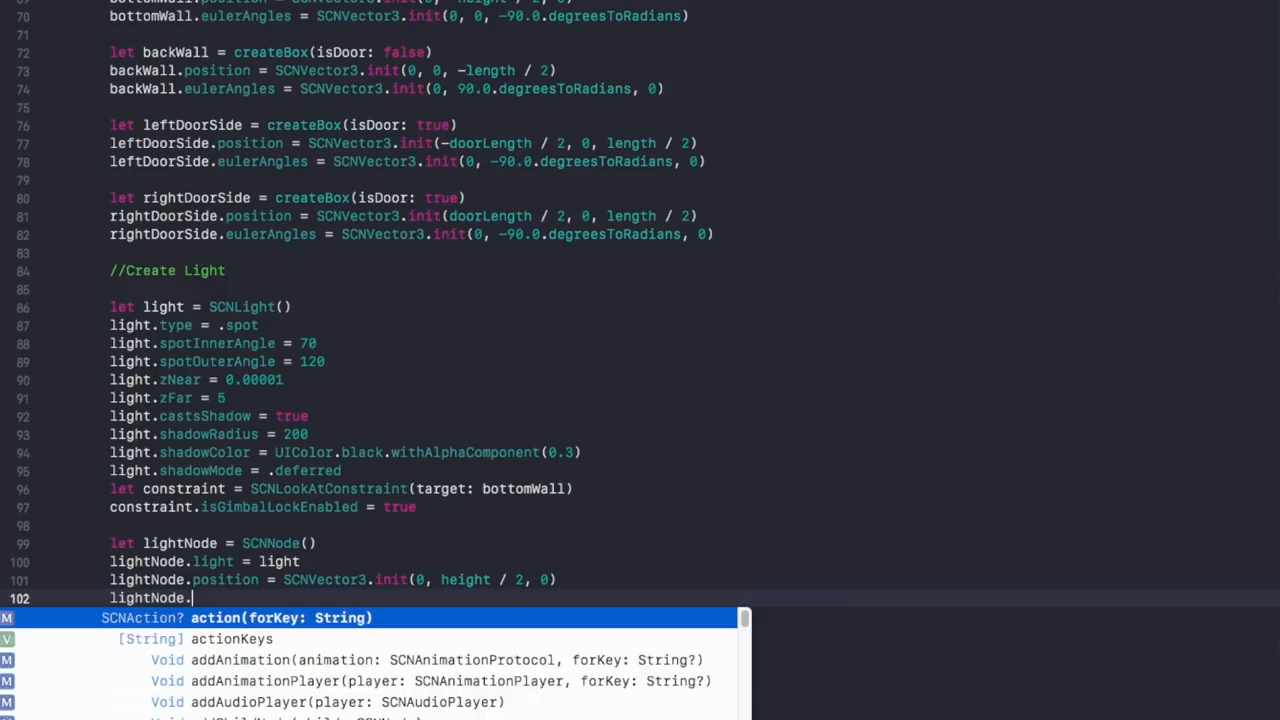 70 bottomWall.eulerAngles = SCNVector3.init(0, 0, -90.0.degreesToRadians)
71
72 let backWall = createBox(isDoor: false)
73 backWall.position = SCNVector3.init(0, 0, -length / 2)
74 backWall.eulerAngles = SCNVector3.init(0, 90.0.degreesToRadians, 0)
75
76 let leftDoorSide = createBox(isDoor: true)
77 leftDoorSide.position = SCNVector3.init(-doorLength / 2, 0, length / 2)
78 leftDoorSide.eulerAngles = SCNVector3.init(0, -90.0.degreesToRadians, 0)
79
80 let rightDoorSide = createBox(isDoor: true)
81 rightDoorSide.position = SCNVector3.init(doorLength / 2, 0, length / 2)
82 rightDoorSide.eulerAngles = SCNVector3.init(0, -90.0.degreesToRadians, 0)
83
84 //Create Light
85
86 let light = SCNLight()
87 light.type = .spot
88 light.spotInnerAngle = 70
89 light.spotOuterAngle = 120
90 light.zNear = 0.00001
91 light.zFar = 5
92 light.castsShadow = true
93 light.shadowRadius = 200
94 light.shadowColor = UIColor.black.withAlphaComponent(0.3)
95 light.shadowMode = .deferred
96 let constraint = SCNLookAtConstraint(target: bottomWall)
97 constraint.isGimbalLockEnabled = true
98
99 let lightNode = SCNNode()
100 lightNode.light = light
101 lightNode.position = SCNVector3.init(0, height / 2, 0)
102 lightNode.
M SCNAction? action(forKey: String)
V [String] actionKeys
M Void addAnimation(animation: SCNAnimationProtocol, forKey: String?)
M Void addAnimationPlayer(player: SCNAnimationPlayer, forKey: String?)
M Void addAudioPlayer(player: SCNAudioPlayer)